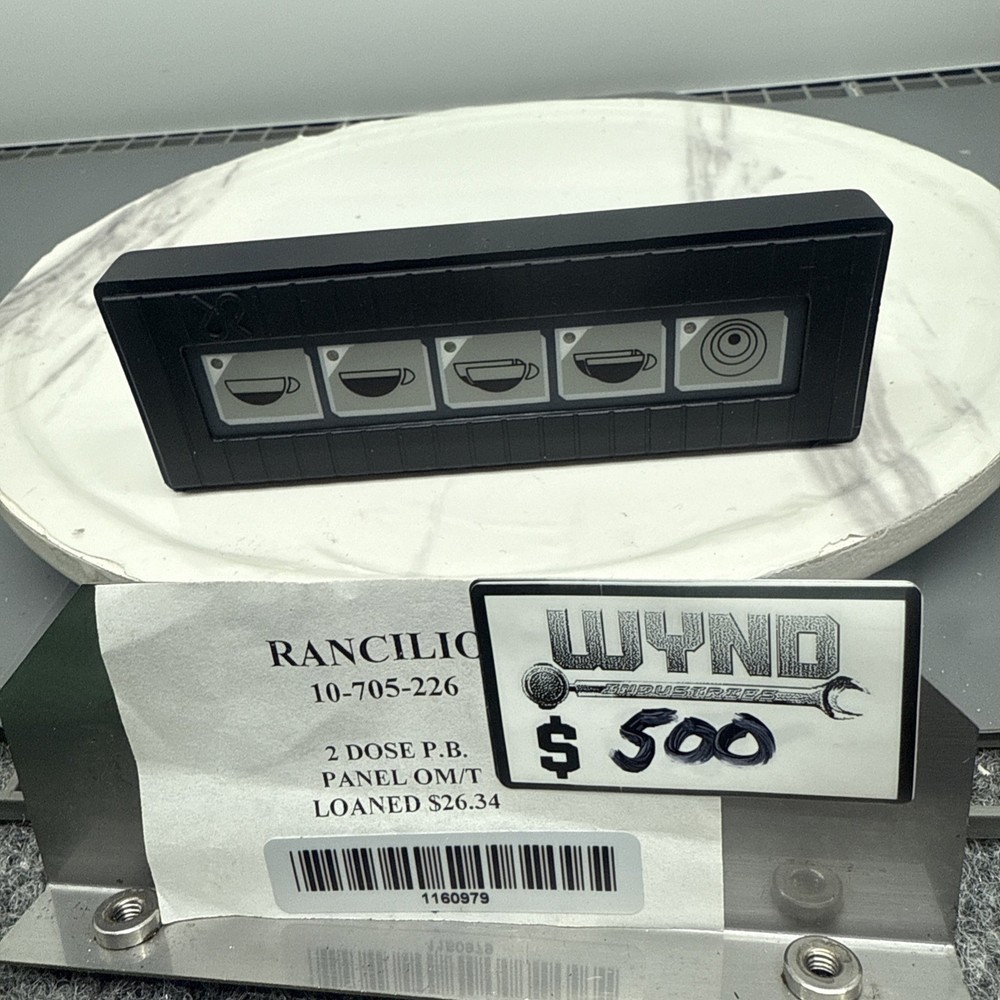 RANCILIO
10-705-226
2 DOSE P.B.
PANEL OM/T
LOANED $26.34
1160979
WYND
INDUSTRIES
$ 500